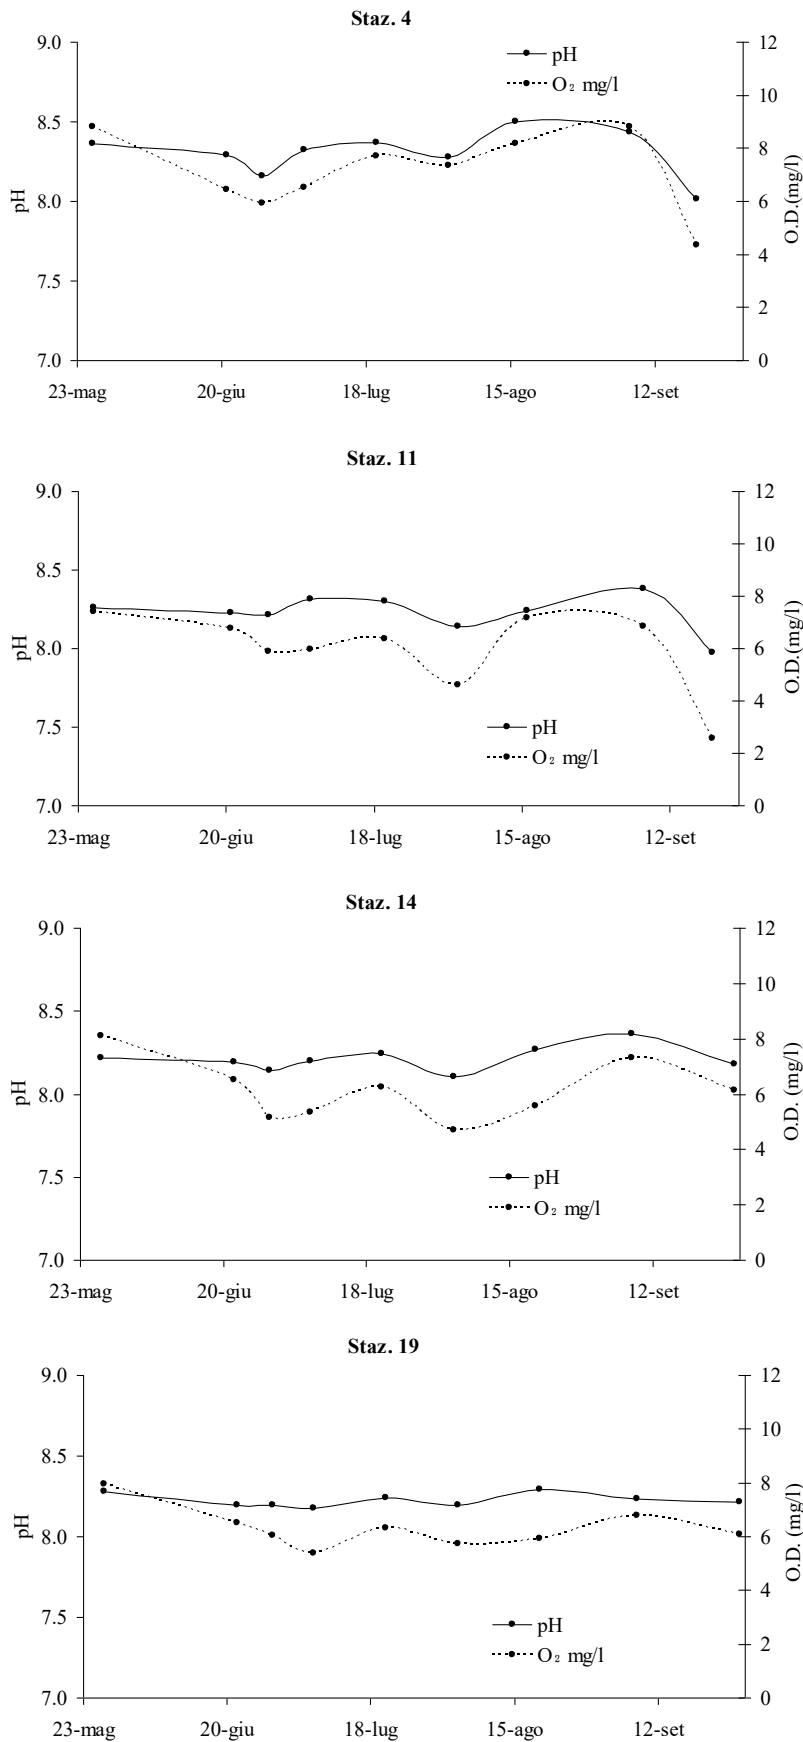 Staz. 4
9.0
8.5
8.0
7.5
7.0
pH
12
10
8
6
4
2
0
O.D.(mg/l)
pH
O₂ mg/l
23-mag 20-giu 18-lug 15-ago 12-set
Staz. 11
9.0
8.5
8.0
7.5
7.0
pH
12
10
8
6
4
2
0
O.D.(mg/l)
pH
O₂ mg/l
23-mag 20-giu 18-lug 15-ago 12-set
Staz. 14
9.0
8.5
8.0
7.5
7.0
pH
12
10
8
6
4
2
0
O.D. (mg/l)
pH
O₂ mg/l
23-mag 20-giu 18-lug 15-ago 12-set
Staz. 19
9.0
8.5
8.0
7.5
7.0
pH
12
10
8
6
4
2
0
O.D. (mg/l)
pH
O₂ mg/l
23-mag 20-giu 18-lug 15-ago 12-set